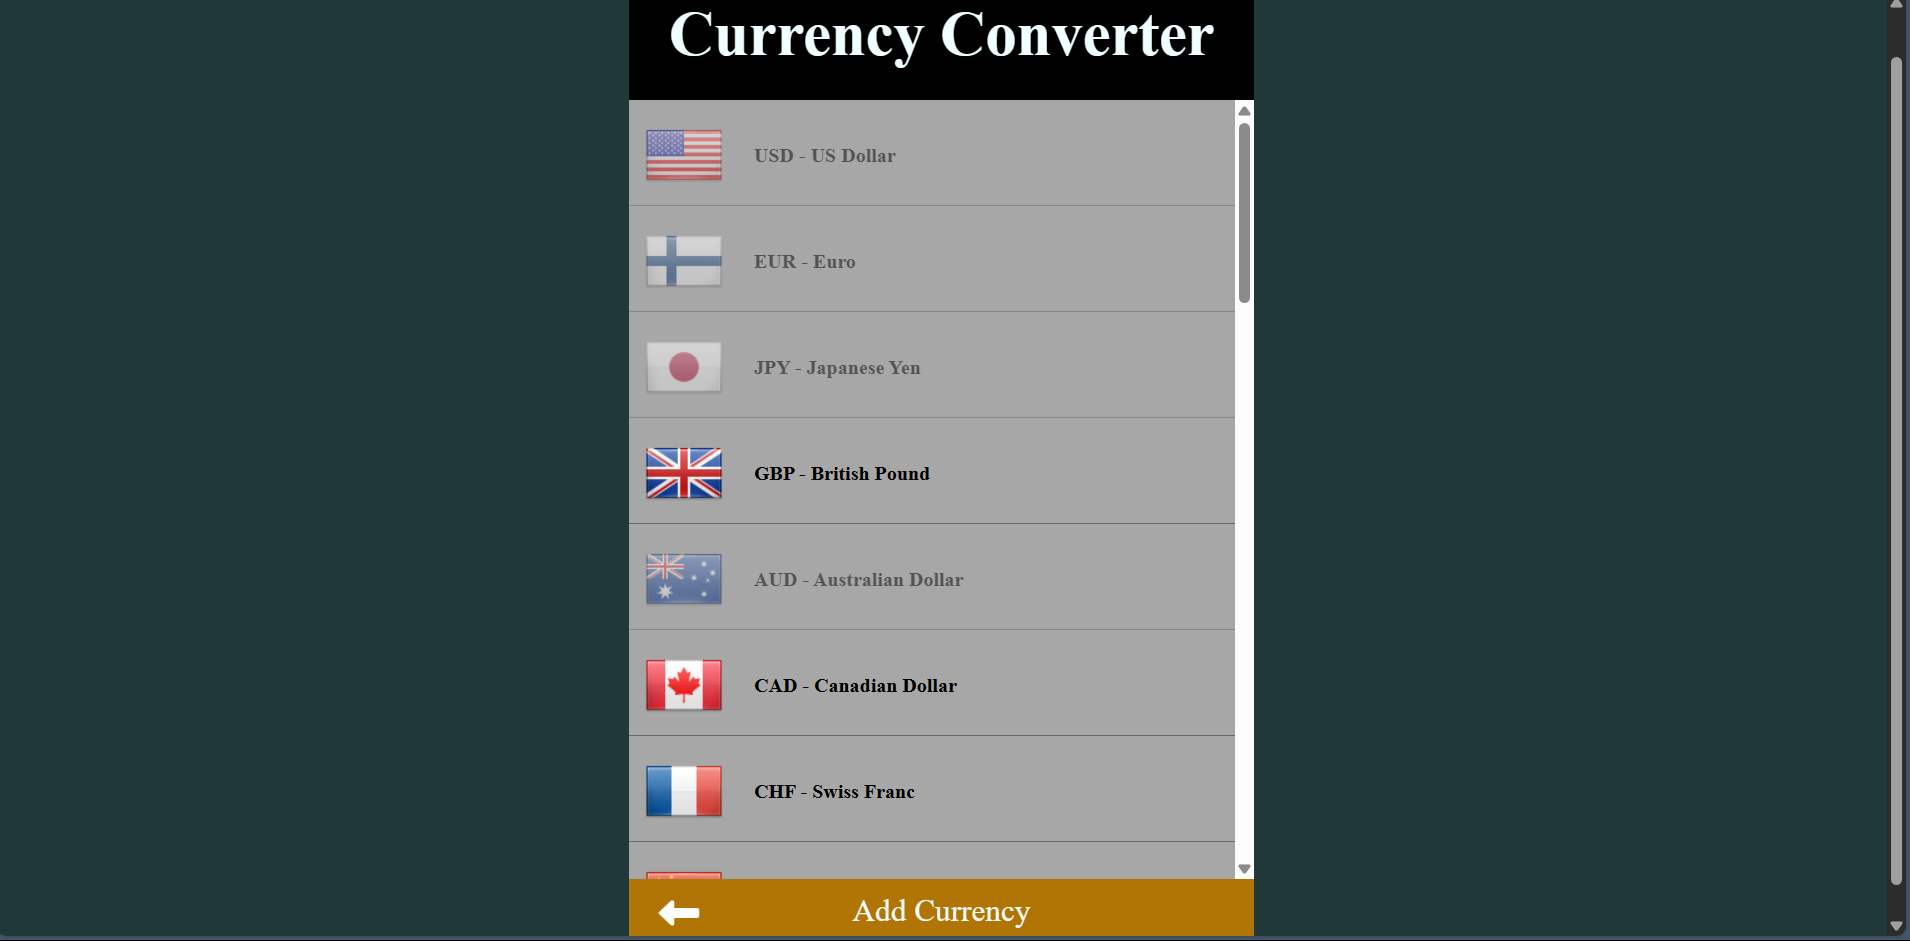 Currency Converter
USD - US Dollar
EUR - Euro
JPY - Japanese Yen
GBP - British Pound
AUD - Australian Dollar
CAD - Canadian Dollar
CHF - Swiss Franc
Add Currency